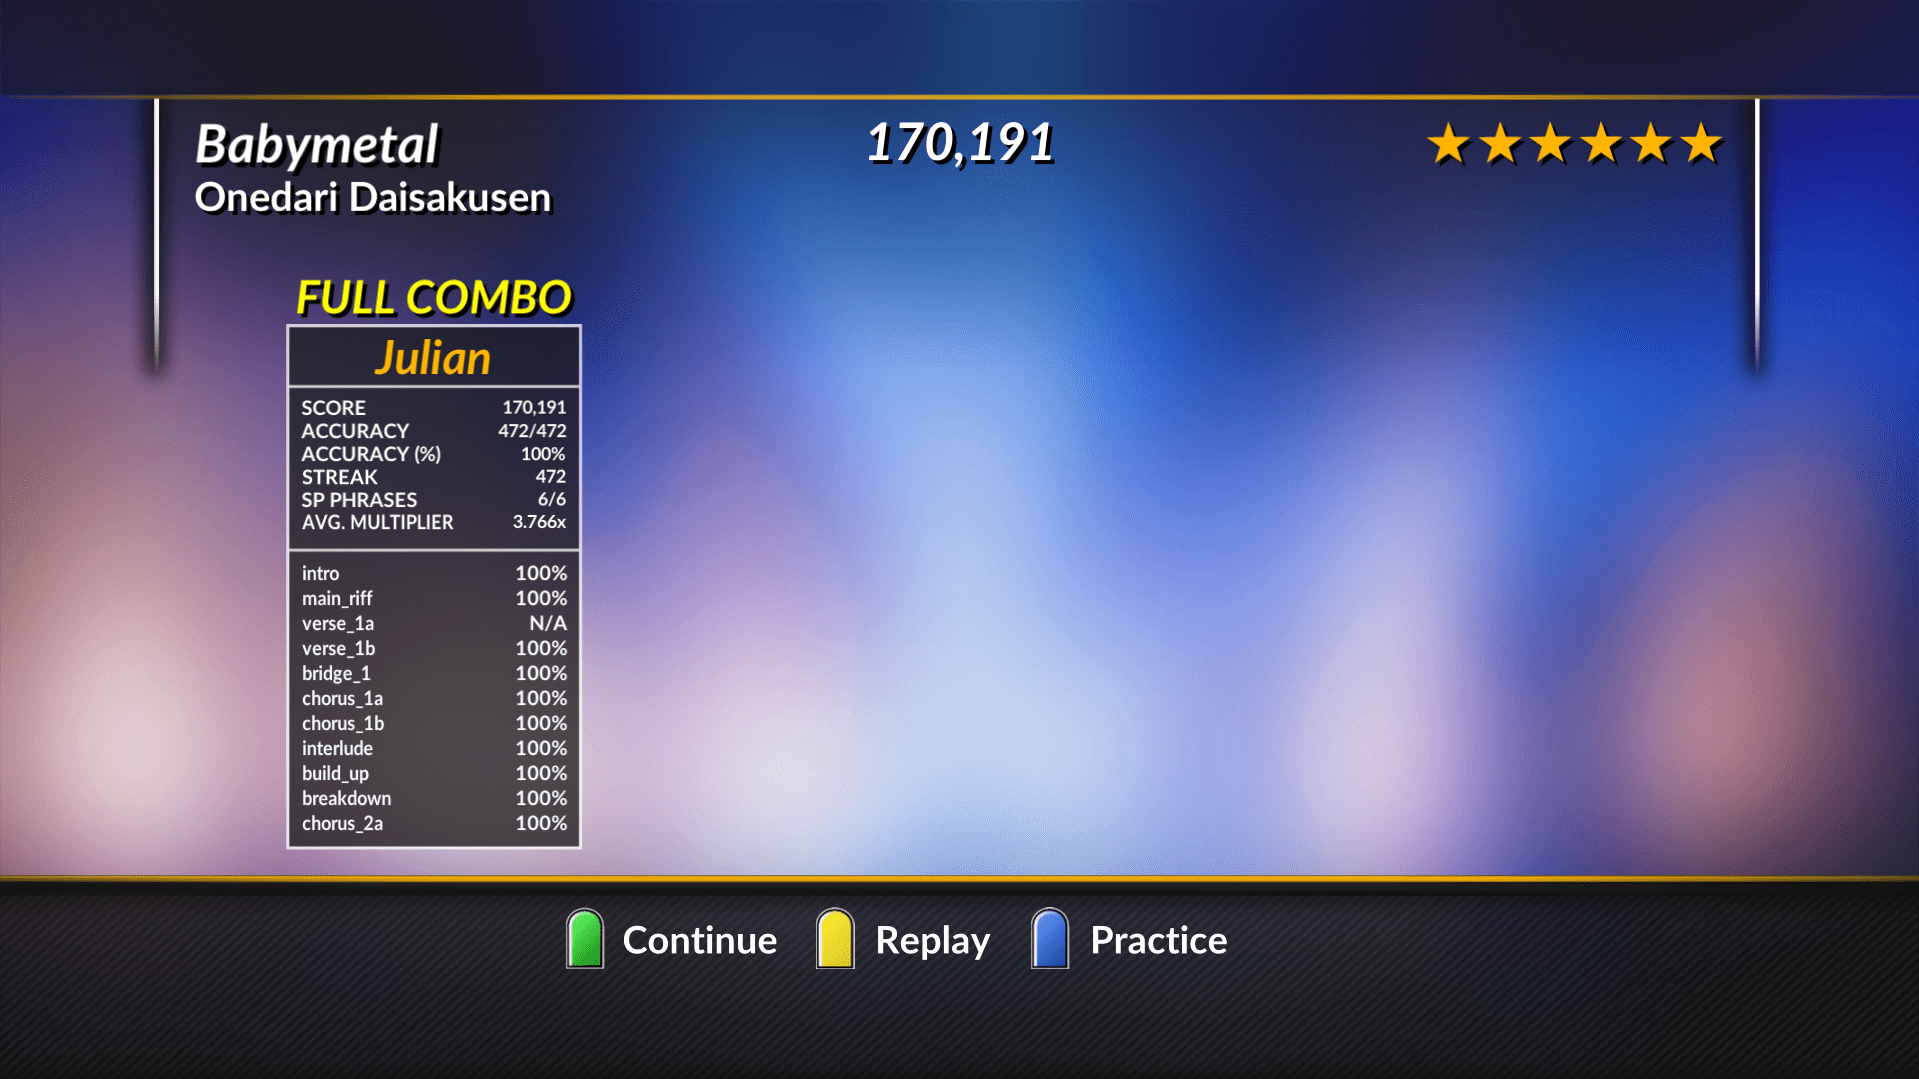 Babymetal
170,191
Onedari Daisakusen
FULL COMBO
Julian
SCORE 170,191
ACCURACY 472/472
ACCURACY (%) 100%
STREAK 472
SP PHRASES 6/6
AVG. MULTIPLIER 3.766x
intro 100%
main_riff 100%
verse_1a N/A
verse_1b 100%
bridge_1 100%
chorus_1a 100%
chorus_1b 100%
interlude 100%
build_up 100%
breakdown 100%
chorus_2a 100%
Continue Replay Practice